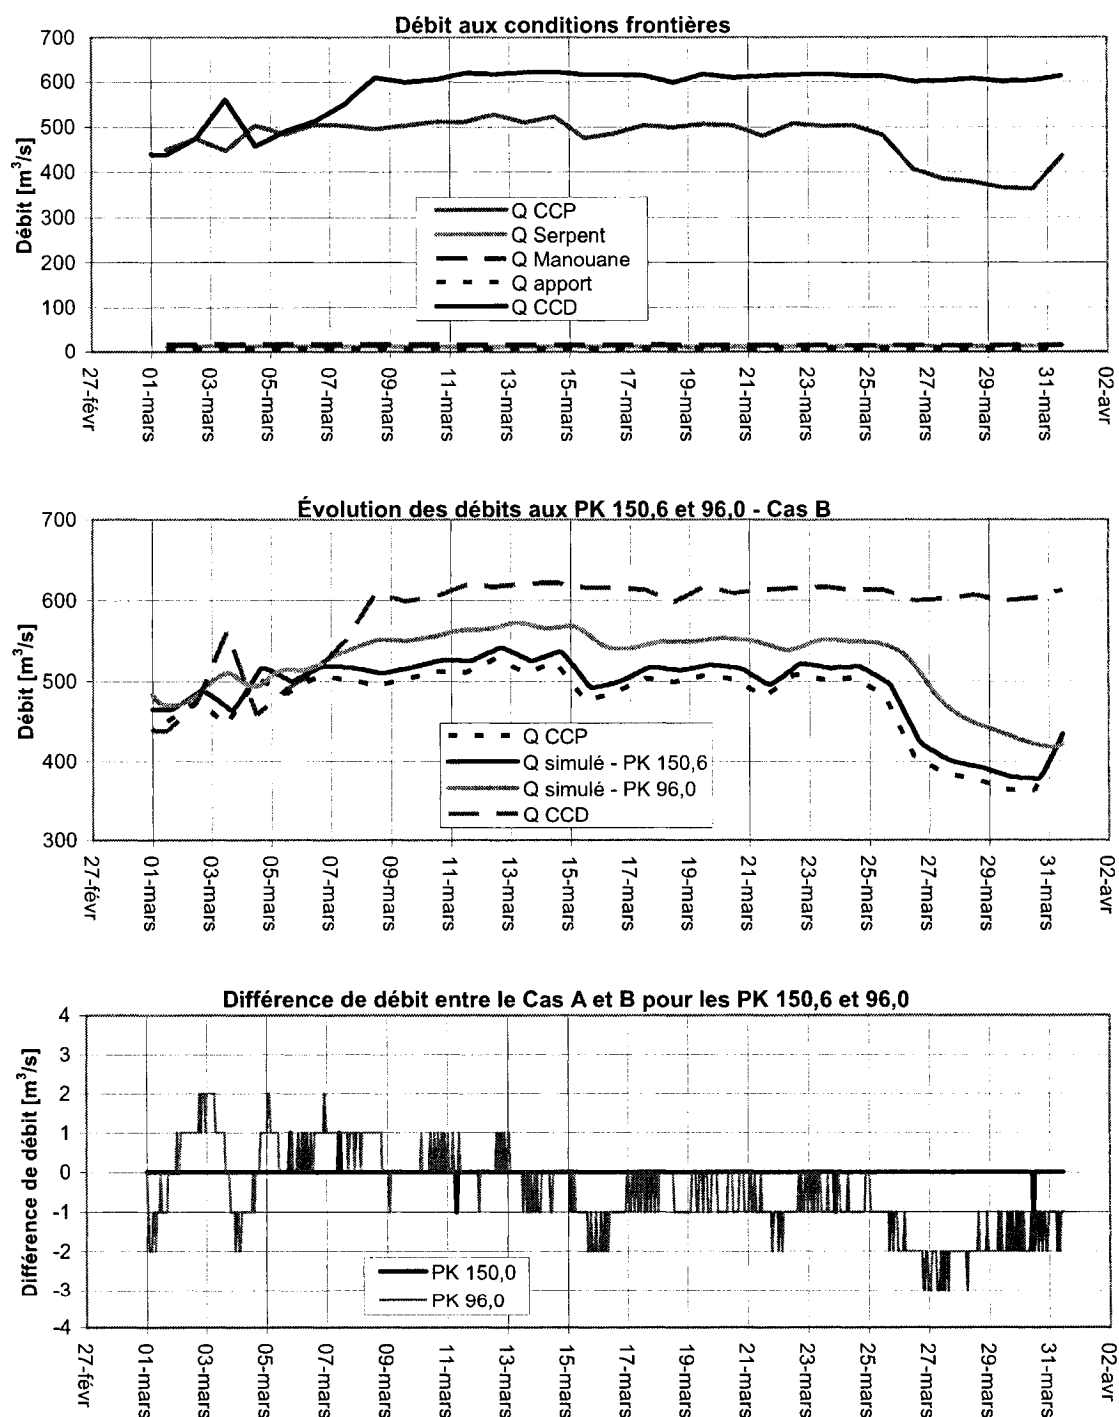 Débit aux conditions frontières
Débit [m³/s]
700
600
500
400
300
200
100
0
Q CCP
Q Serpent
Q Manouane
Q apport
Q CCD
27-févr
01-mars
03-mars
05-mars
07-mars
09-mars
11-mars
13-mars
15-mars
17-mars
19-mars
21-mars
23-mars
25-mars
27-mars
29-mars
31-mars
02-avr
Évolution des débits aux PK 150,6 et 96,0 - Cas B
Débit [m³/s]
700
600
500
400
300
Q CCP
Q simulé - PK 150,6
Q simulé - PK 96,0
Q CCD
27-févr
01-mars
03-mars
05-mars
07-mars
09-mars
11-mars
13-mars
15-mars
17-mars
19-mars
21-mars
23-mars
25-mars
27-mars
29-mars
31-mars
02-avr
Différence de débit entre le Cas A et B pour les PK 150,6 et 96,0
Différence de débit [m³/s]
4
3
2
1
0
-1
-2
-3
-4
PK 150,0
PK 96,0
27-févr
01-mars
03-mars
05-mars
07-mars
09-mars
11-mars
13-mars
15-mars
17-mars
19-mars
21-mars
23-mars
25-mars
27-mars
29-mars
31-mars
02-avr